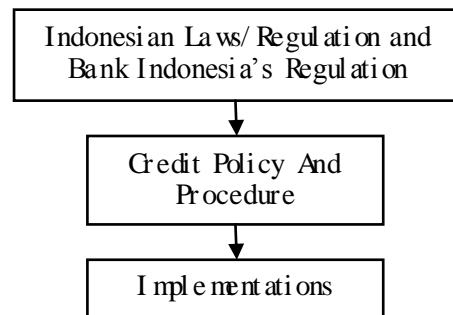 Indonesian Laws/Regulation and
Bank Indonesia's Regulation
Credit Policy And
Procedure
Implementations